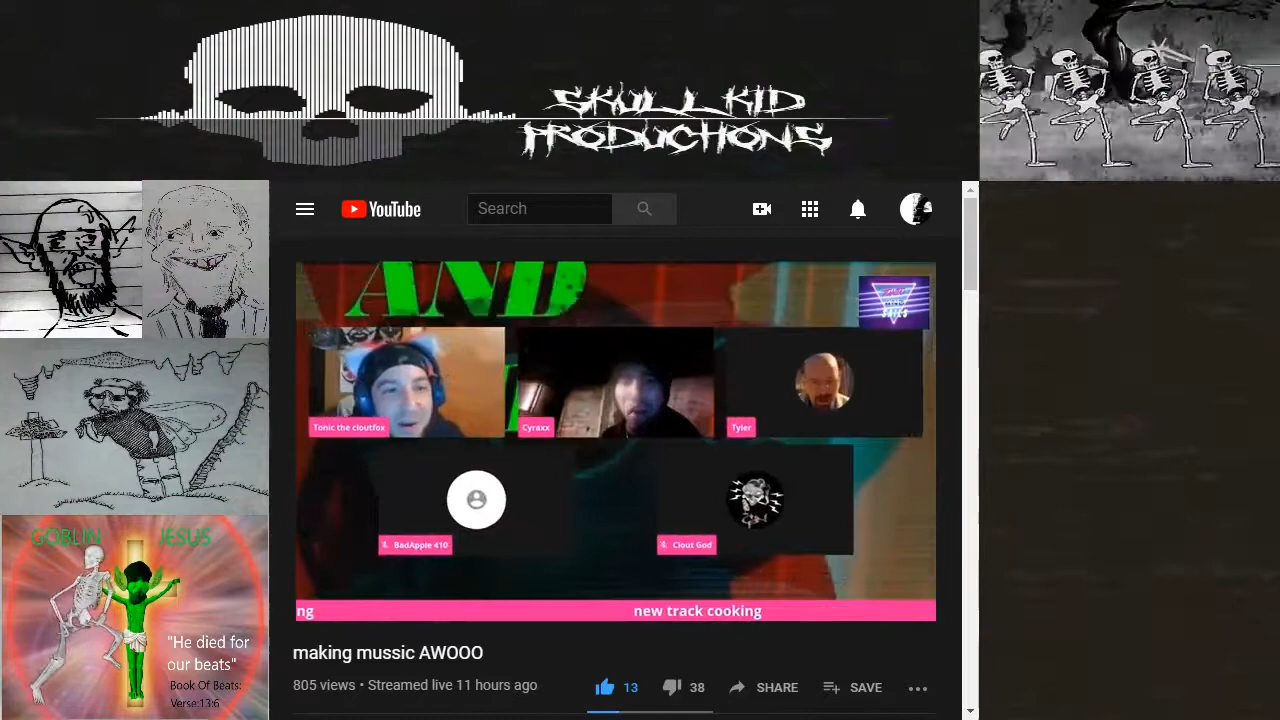 SKULL KID
PRODUCTIONS
YouTube
Search
AND
Tonic the cloutfox
Cyraxx
Tyler
BadApple 410
Clout God
ng
new track cooking
making mussic AWOOO
805 views • Streamed live 11 hours ago
13
38
SHARE
SAVE
GOBLIN JESUS
"He died for
our beats"
Book Of Beats:
Verse:13:6